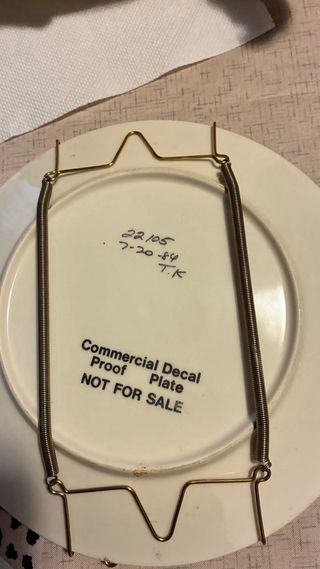 22105
7-20-84
T.K
Commercial Decal
Proof Plate
NOT FOR SALE